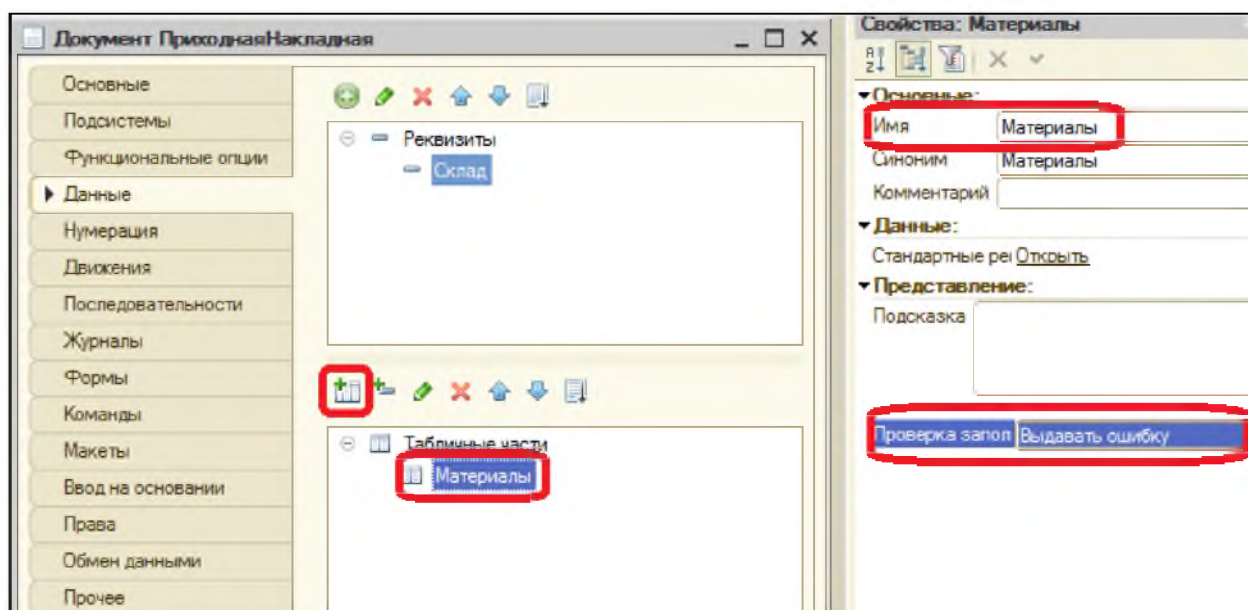 Документ ПриходнаяНакладная
Основные
Подсистемы
Функциональные опции
Данные
Нумерация
Движения
Последовательности
Журналы
Формы
Команды
Макеты
Ввод на основании
Права
Обмен данными
Прочее
Реквизиты
Склад
Табличные части
Материалы
Свойства: Материалы
Основные:
Имя Материалы
Синоним Материалы
Комментарий
Данные:
Стандартные рек Открыть
Представление:
Подсказка
Проверка запол Выдавать ошибку